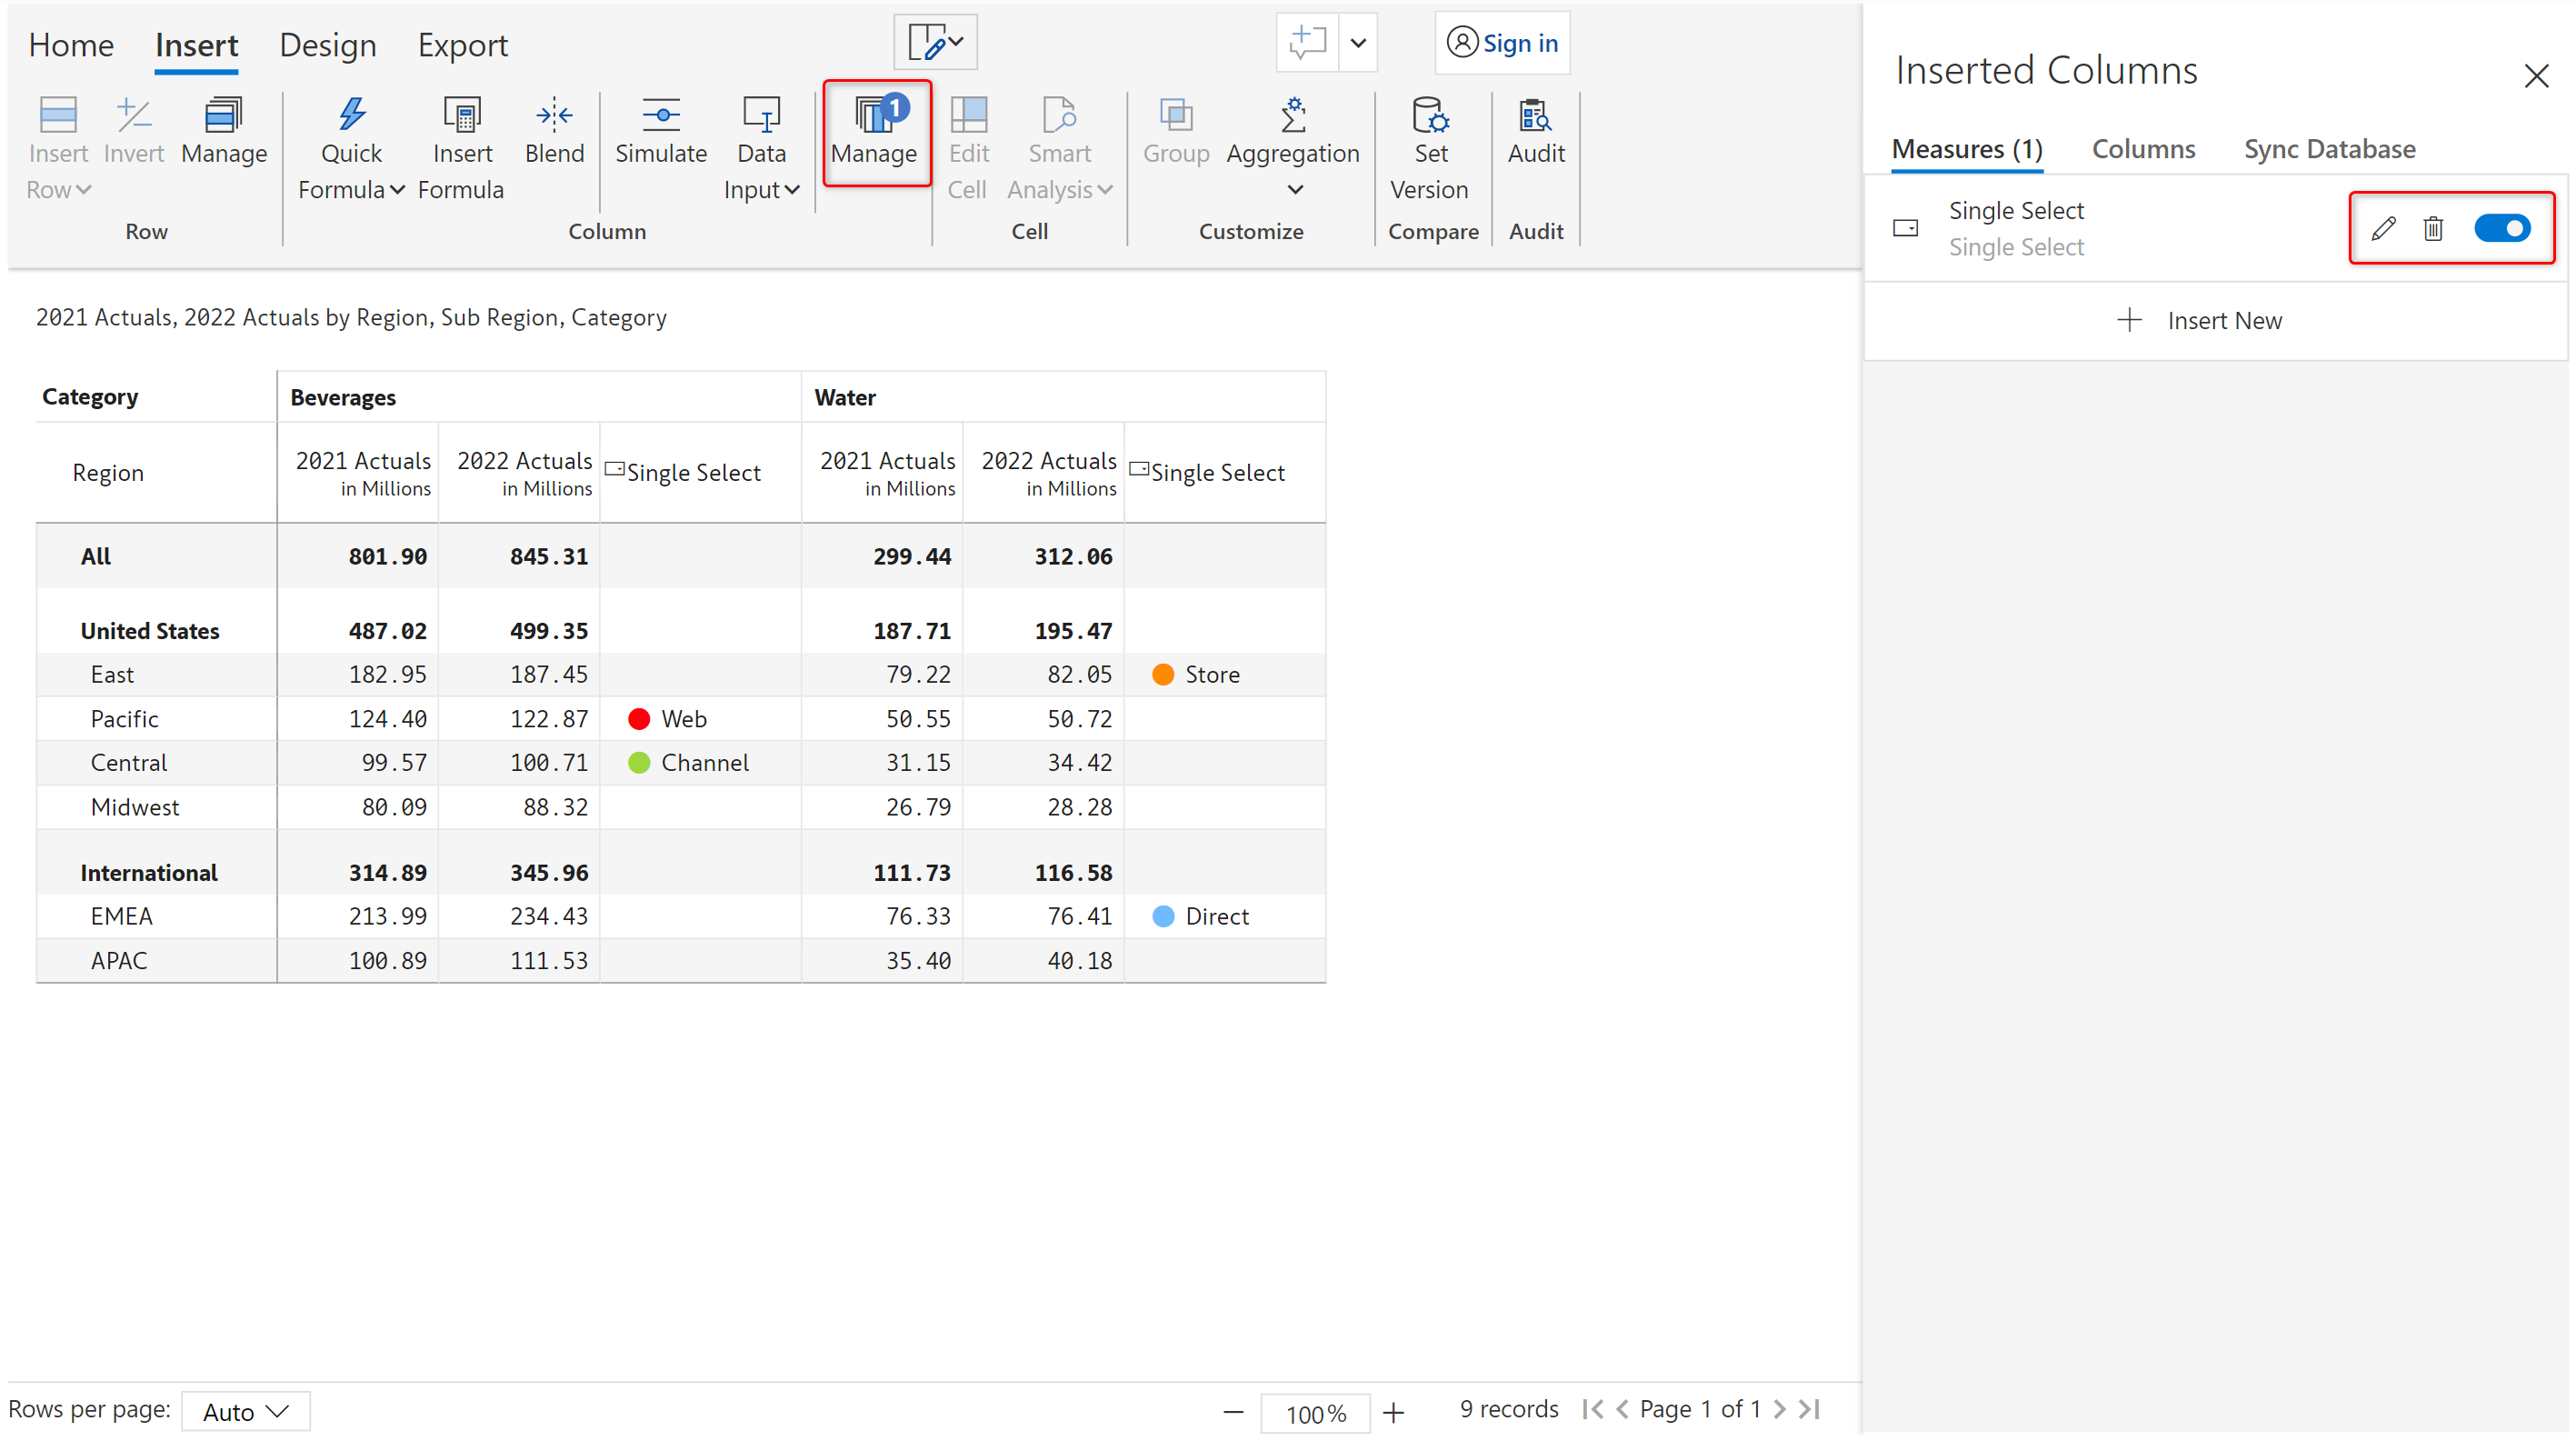 Home Insert Design Export
Sign in
Insert Row
Invert
Manage
Quick Formula
Insert Formula
Blend
Simulate
Data Input
1
Manage
Edit Cell
Smart Analysis
Group
Aggregation
Set Version
Audit
Row Column Cell Customize Compare Audit
2021 Actuals, 2022 Actuals by Region, Sub Region, Category
Category Beverages Water
Region 2021 Actuals in Millions 2022 Actuals in Millions Single Select 2021 Actuals in Millions 2022 Actuals in Millions Single Select
All 801.90 845.31 299.44 312.06
United States 487.02 499.35 187.71 195.47
East 182.95 187.45 79.22 82.05 Store
Pacific 124.40 122.87 Web 50.55 50.72
Central 99.57 100.71 Channel 31.15 34.42
Midwest 80.09 88.32 26.79 28.28
International 314.89 345.96 111.73 116.58
EMEA 213.99 234.43 76.33 76.41 Direct
APAC 100.89 111.53 35.40 40.18
Rows per page: Auto
100%
9 records
Page 1 of 1
Inserted Columns
Measures (1) Columns Sync Database
Single Select
Single Select
Insert New